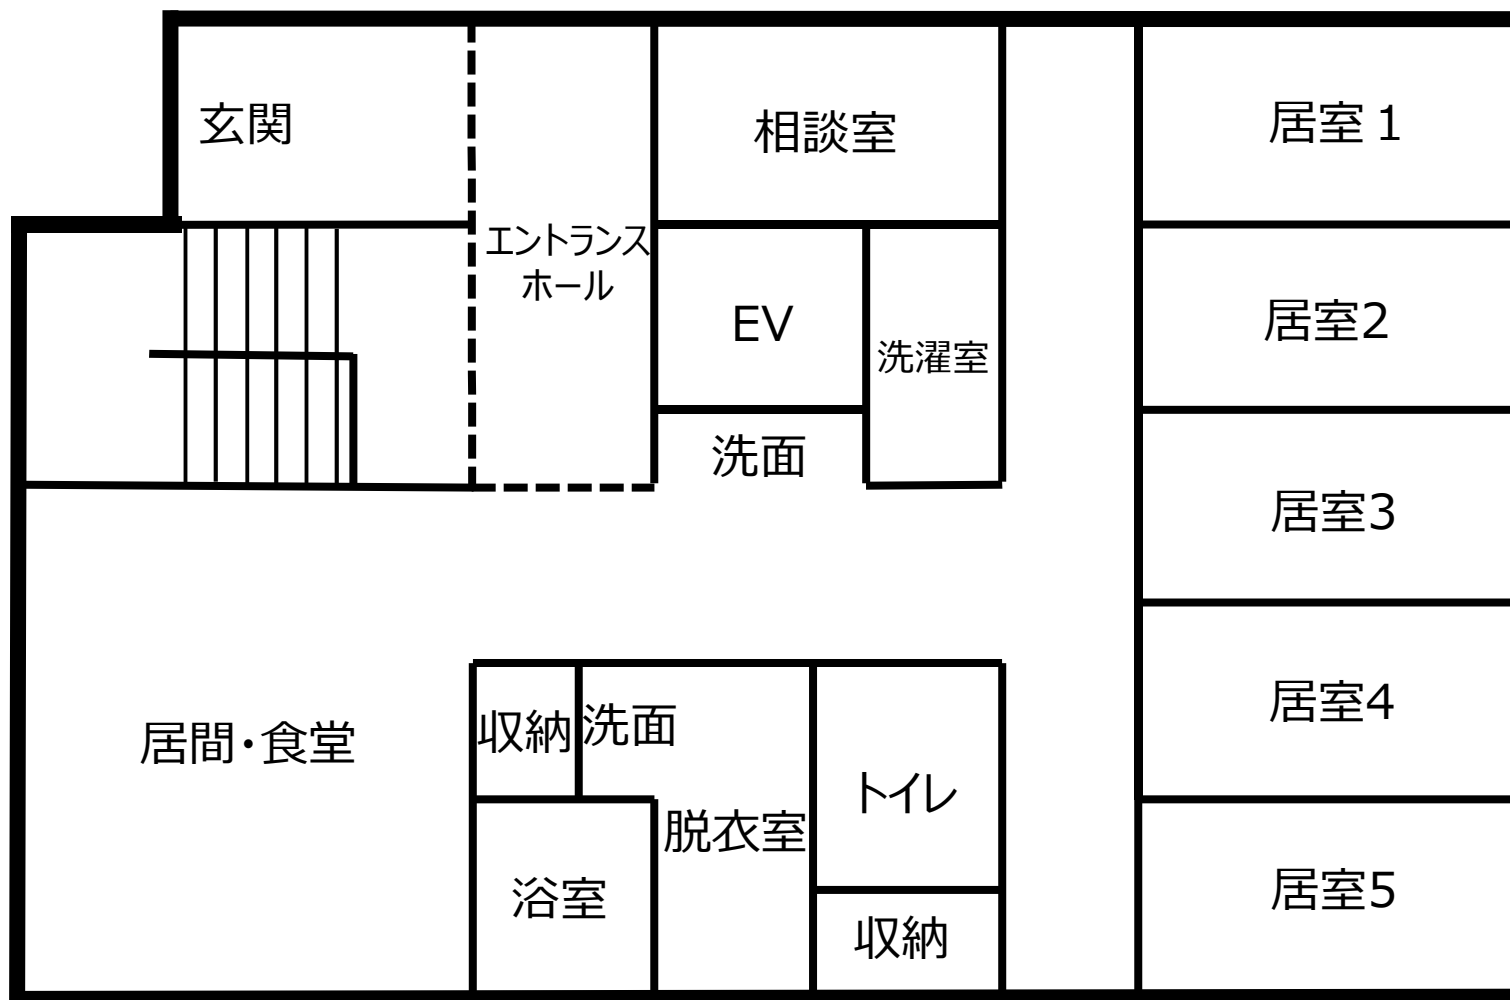 玄関
相談室
居室１
エントランス
ホール
EV
洗濯室
居室2
洗面
居室3
居間・食堂
収納
洗面
トイレ
居室4
脱衣室
浴室
収納
居室5